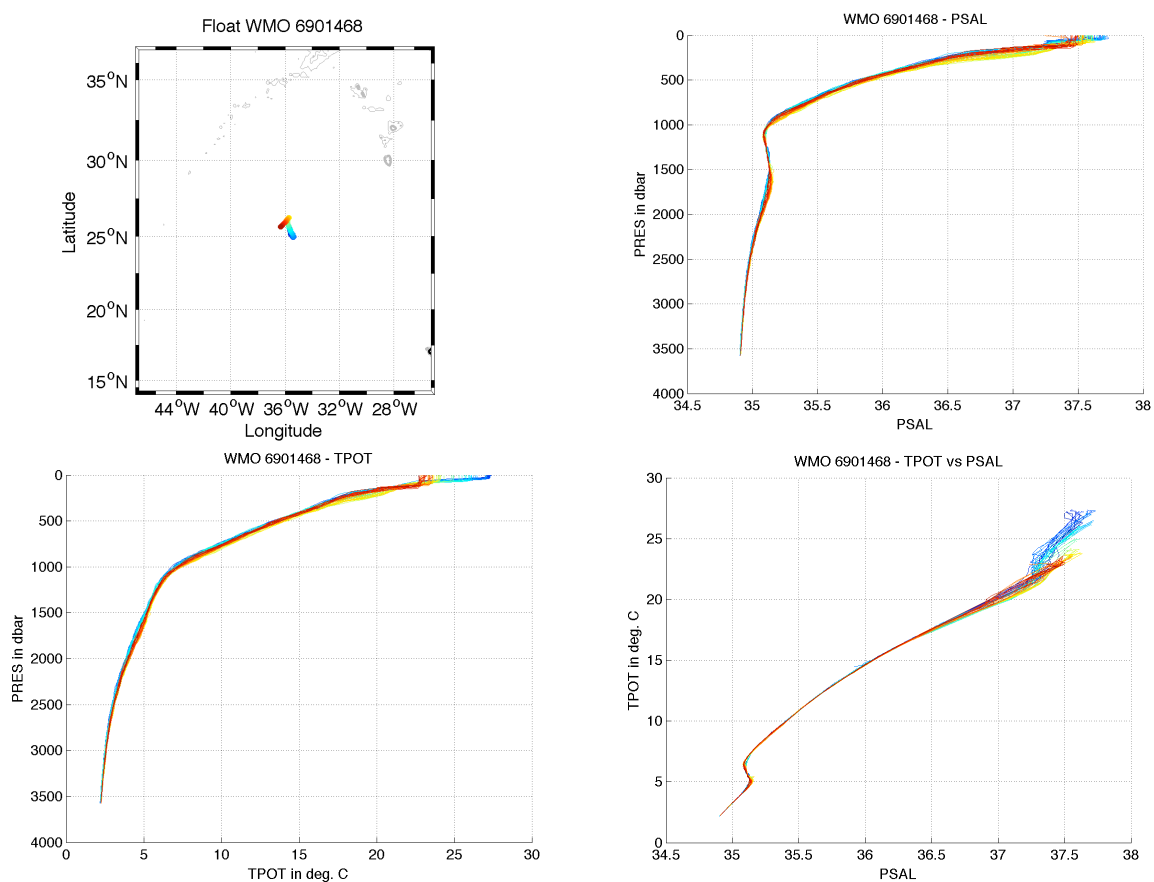 Float WMO 6901468
35°N
30°N
25°N
20°N
15°N
Latitude
44°W 40°W 36°W 32°W 28°W
Longitude
WMO 6901468 - PSAL
0
500
1000
1500
2000
2500
3000
3500
4000
PRES in dbar
34.5 35 35.5 36 36.5 37 37.5 38
PSAL
WMO 6901468 - TPOT
0
500
1000
1500
2000
2500
3000
3500
4000
PRES in dbar
0 5 10 15 20 25 30
TPOT in deg. C
WMO 6901468 - TPOT vs PSAL
30
25
20
15
10
5
0
TPOT in deg. C
34.5 35 35.5 36 36.5 37 37.5 38
PSAL